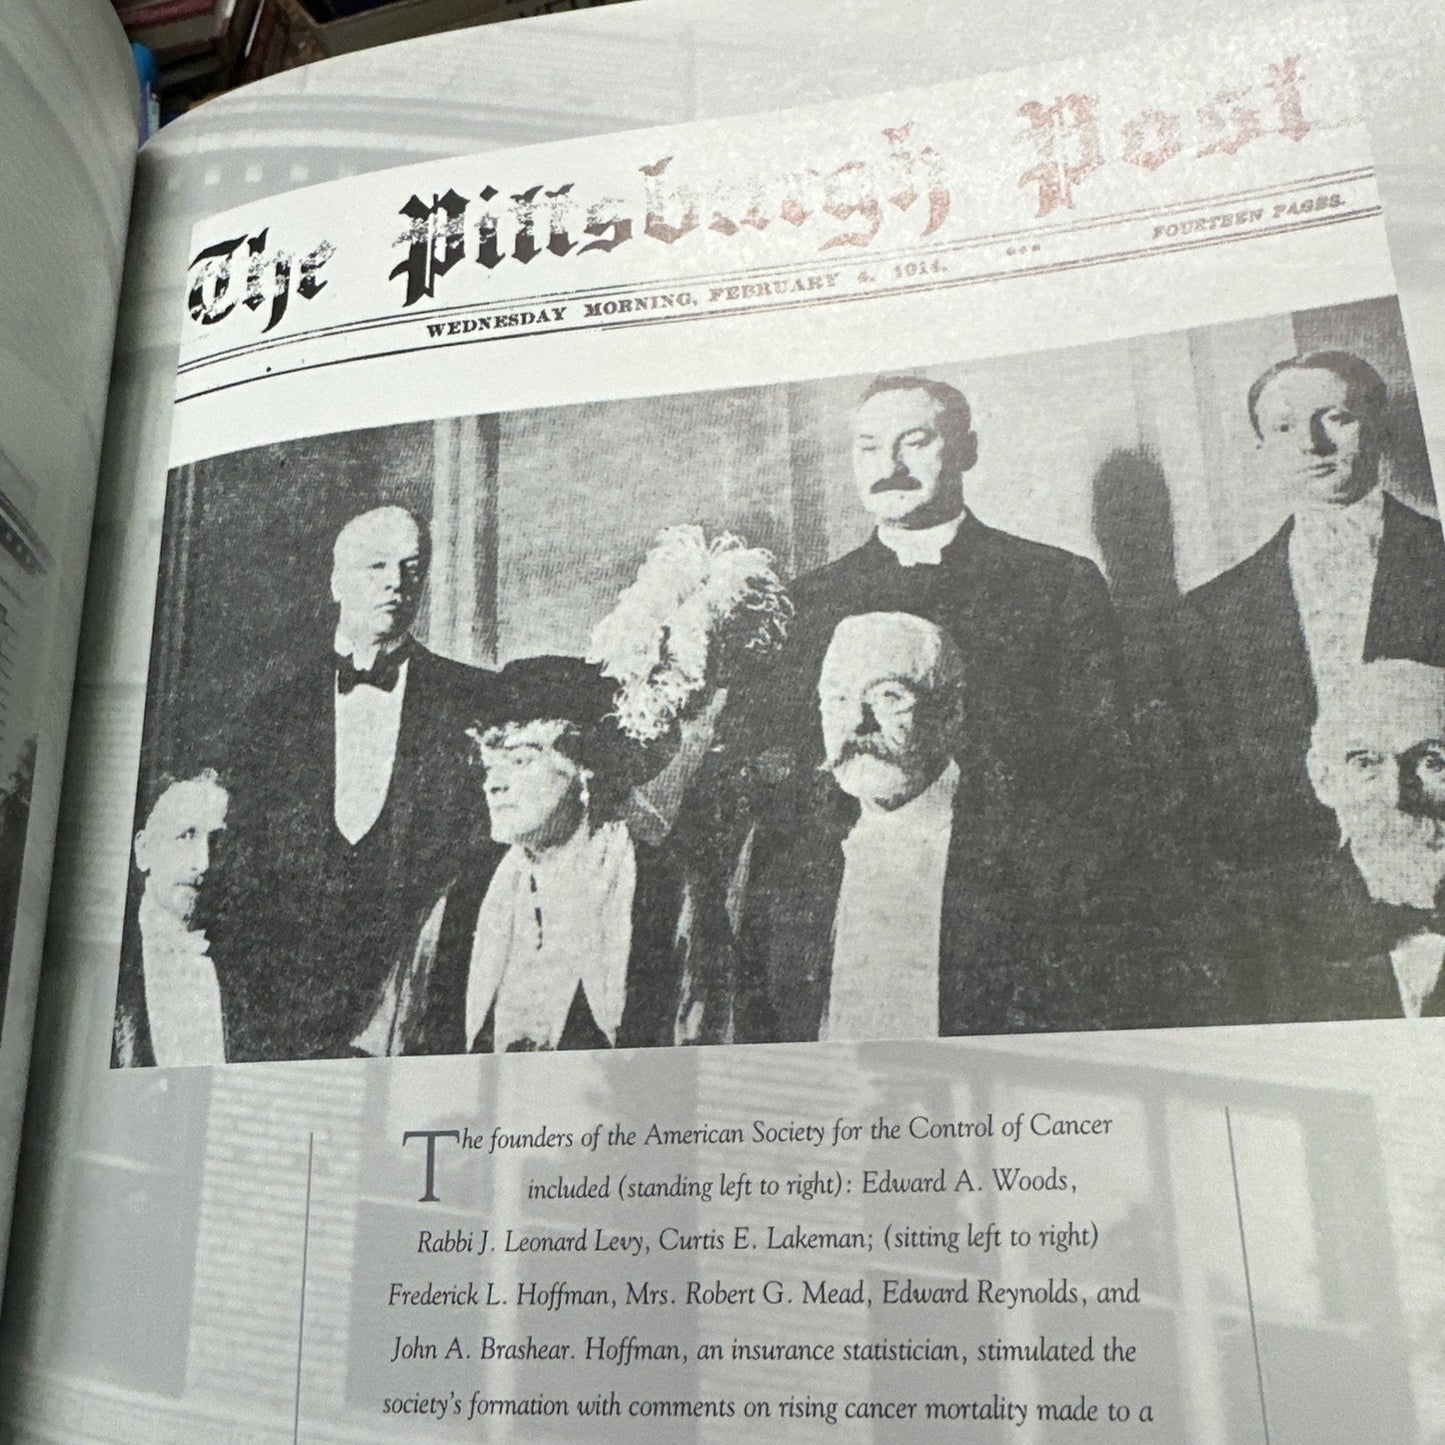 The Pittsburgh Post
WEDNESDAY MORNING, FEBRUARY 4, 1914.
FOURTEEN PAGES.
The founders of the American Society for the Control of Cancer
included (standing left to right): Edward A. Woods,
Rabbi J. Leonard Levy, Curtis E. Lakeman; (sitting left to right)
Frederick L. Hoffman, Mrs. Robert G. Mead, Edward Reynolds, and
John A. Brashear. Hoffman, an insurance statistician, stimulated the
society's formation with comments on rising cancer mortality made to a